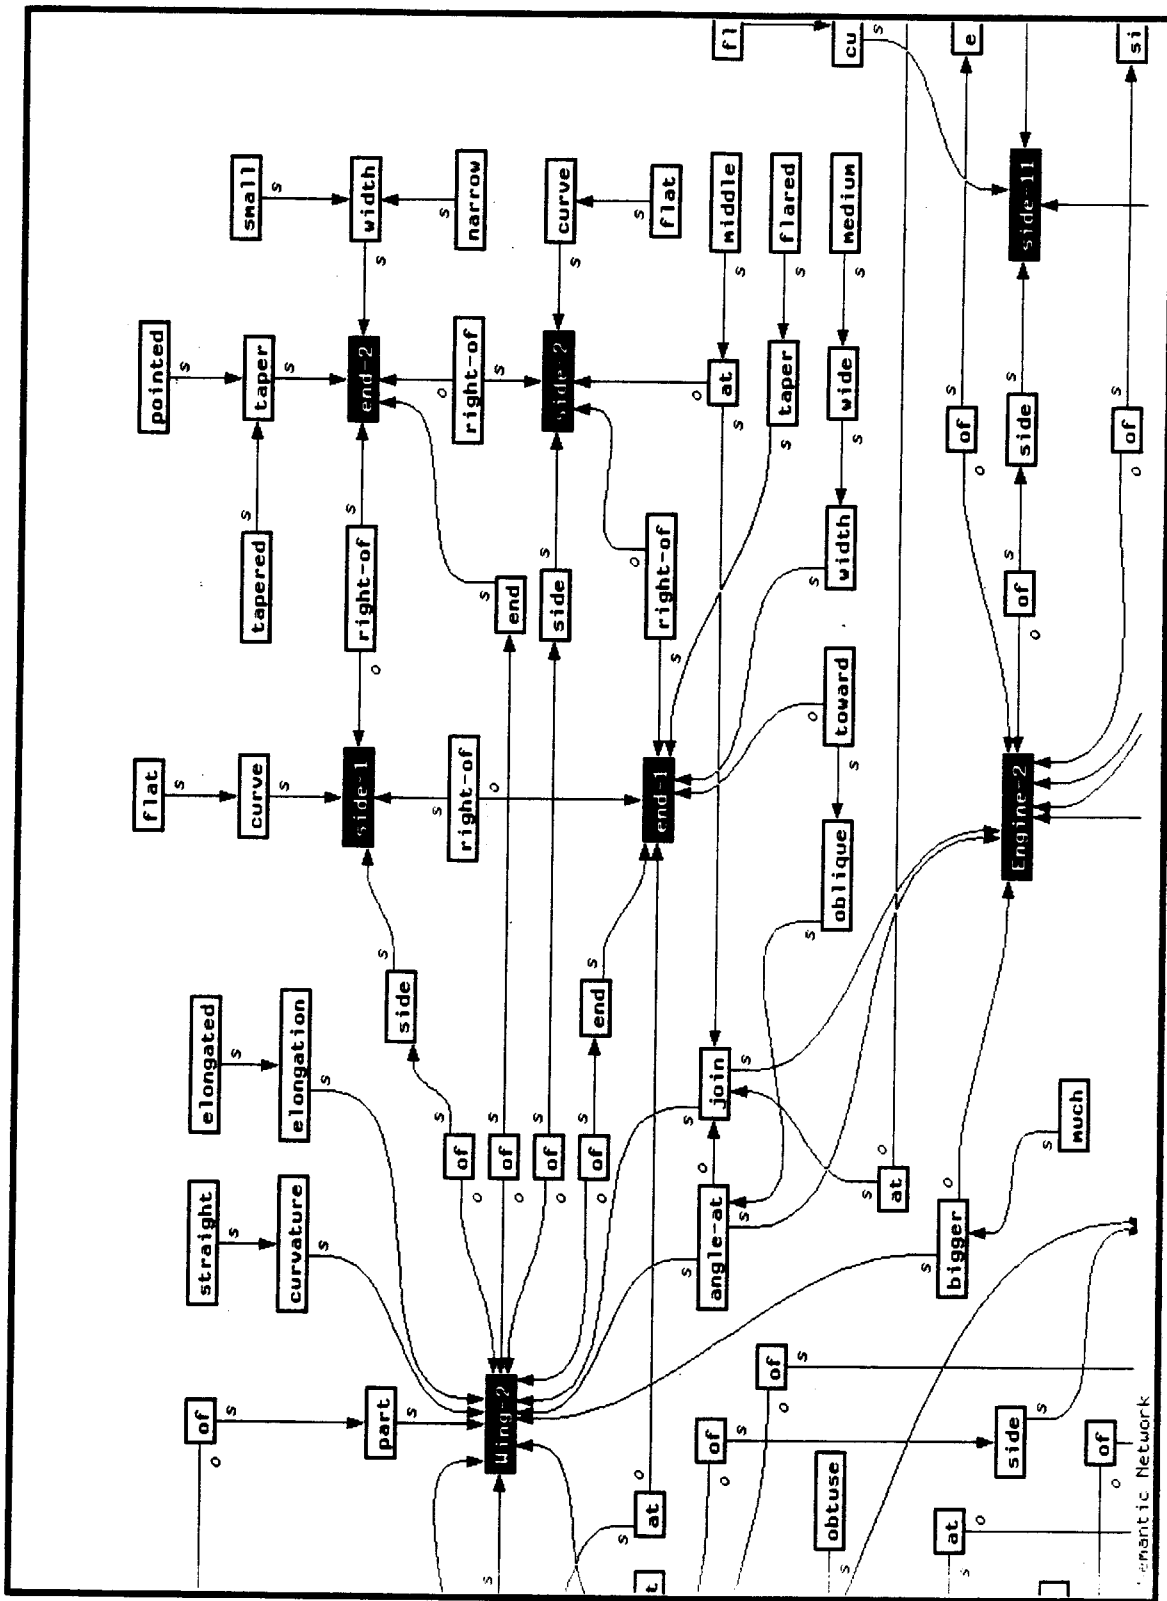 flat pointed
s s
of straight elongated
o s s s
curve tapered taper small
s s s s s
curvature elongation
s s
part side-1 right-of end-2 width
s o s s
side
s
Wing-2 of right-of right-of narrow
s o s s o o s
of end
o s s
of side side-2 curve
o s s s
of end
o s s
at end-1 right-of flat
s o s o s
t
of angle-at join at middle fl
o s s o s s s o s s
of taper flared
o s s s
obtuse oblique toward width wide medium
s s s o s s s
at cu
s s
at bigger of e
s o s o o s
side Engine-2 of side side-11
s o s s
much
s
of of si
o s o s
emantic Network